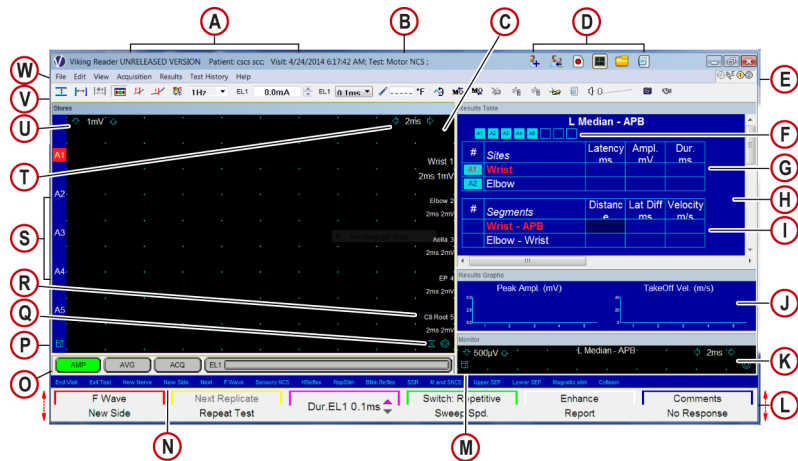 A
B
C
D
Viking Reader UNRELEASED VERSION Patient: cscs scc; Visit: 4/24/2014 6:17:42 AM; Test: Motor NCS ;
W
File Edit View Acquisition Results Test History Help
E
V
1Hz EL1 0.0mA EL1 0.1ms °F
Stores
Results Table
U
1mV
2ms
L Median - APB
A1 A2 A3 A4 A5
F
T
A1
Wrist 1
2ms 1mV
# Sites Latency ms Ampl. mV Dur. ms
A1 Wrist
A2 Elbow
G
H
S
A2
Elbow 2
2ms 2mV
# Segments Distanc e Lat Diff ms Velocity m/s
Wrist - APB
Elbow - Wrist
I
A3
Axilla 3
2ms 2mV
R
A4
EP 4
2ms 2mV
Results Graphs
Peak Ampl. (mV)
TakeOff Vel. (m/s)
J
Q
A5
C8 Root 5
2ms 2mV
P
Monitor
500µV
L Median - APB
2ms
K
O
AMP
AVG
ACQ
EL1
End Visit Exit Test New Nerve New Side Next F Wave Sensory NCS HReflex RepStim Blink Reflex SSR M and SNCS Upper SEP Lower SEP Magnetic stim Collision
F Wave
New Side
Next Replicate
Repeat Test
Dur.EL1 0.1ms
Switch: Repetitive
Sweep Spd.
Enhance
Report
Comments
No Response
L
N
M